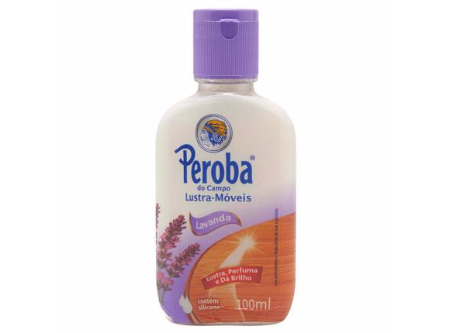 Peroba®
do Campo
Lustra-Móveis
Lavanda
Lustra, Perfuma
e Dá Brilho
contém
silicone
100ml